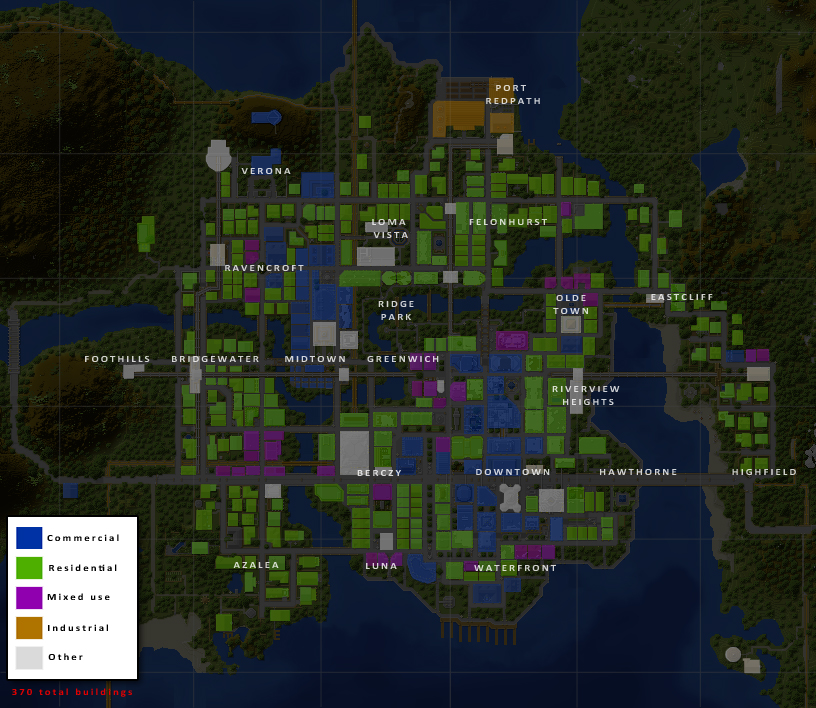 PORT
REDPATH
VERONA
LOMA
VISTA
FELONHURST
RAVENCROFT
RIDGE
PARK
OLDE
TOWN
EASTCLIFF
FOOTHILLS
BRIDGEWATER
MIDTOWN
GREENWICH
RIVERVIEW
HEIGHTS
BERCZY
DOWNTOWN
HAWTHORNE
HIGHFIELD
AZALEA
LUNA
WATERFRONT
Commercial
Residential
Mixed use
Industrial
Other
370 total buildings